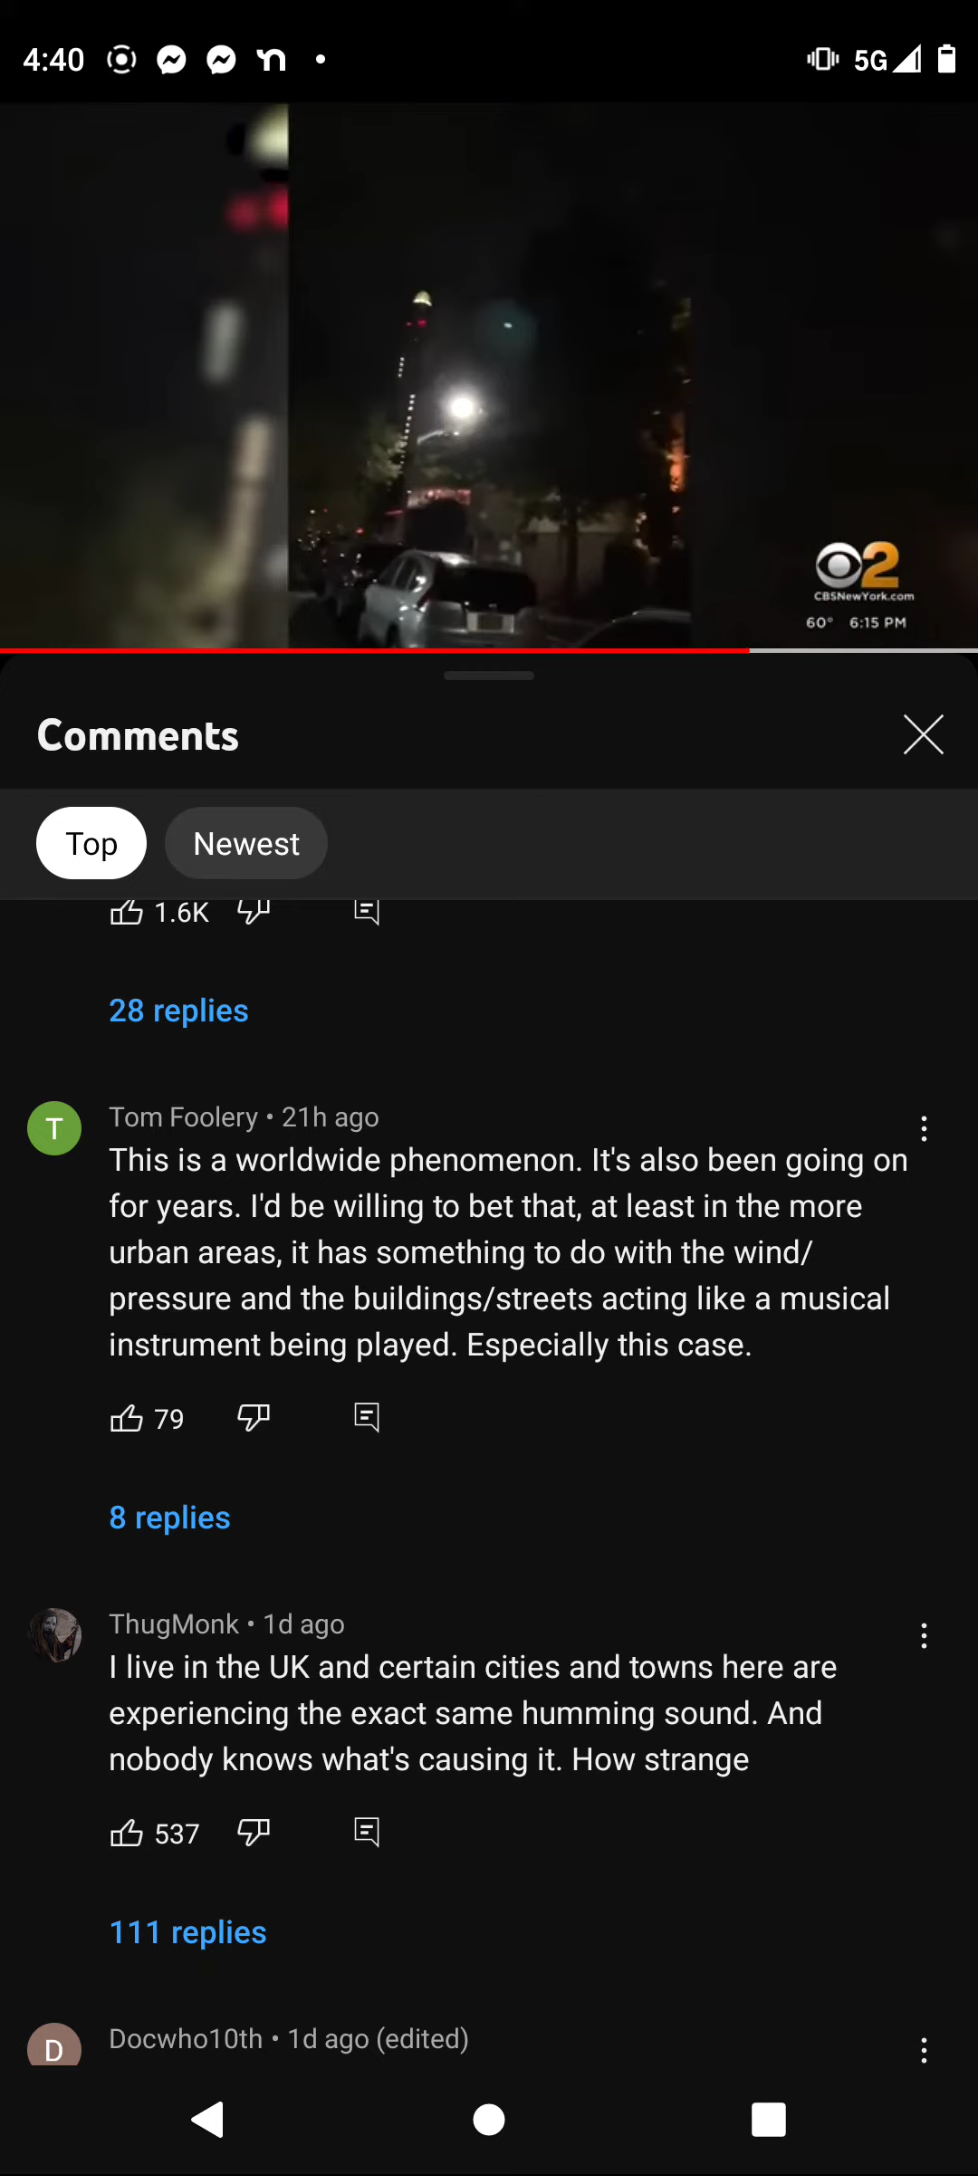 4:40
5G
2
CBSNewYork.com
60° 6:15 PM
Comments
Top
Newest
1.6K
28 replies
T
Tom Foolery • 21h ago
This is a worldwide phenomenon. It's also been going on
for years. I'd be willing to bet that, at least in the more
urban areas, it has something to do with the wind/
pressure and the buildings/streets acting like a musical
instrument being played. Especially this case.
79
8 replies
ThugMonk • 1d ago
I live in the UK and certain cities and towns here are
experiencing the exact same humming sound. And
nobody knows what's causing it. How strange
537
111 replies
D
Docwho10th • 1d ago (edited)